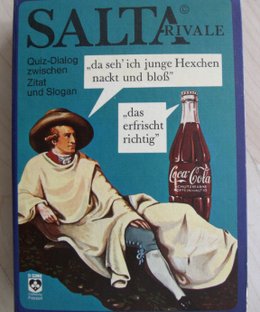 SALTA©
RIVALE
Quiz-Dialog
zwischen
Zitat
und Slogan
„da seh' ich junge Hexchen
nackt und bloß"
„das
erfrischt
richtig"
Coca-Cola